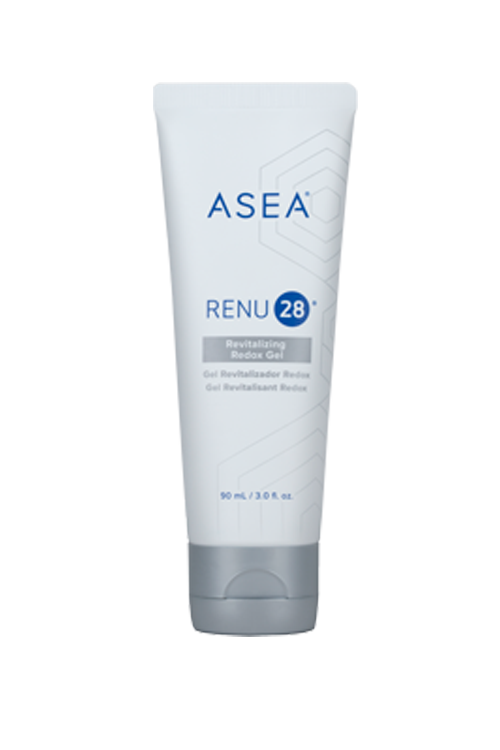 ASEA®
RENU 28®
Revitalizing
Redox Gel
Gel Revitalizador Redox
Gel Revitalisant Redox
90 mL / 3.0 fl. oz.